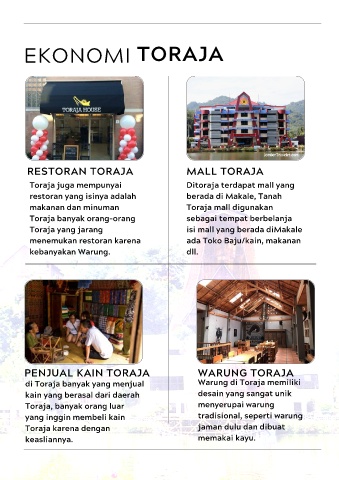 EKONOMI TORAJA
TORAJA HOUSE
RESTORAN TORAJA
Toraja juga mempunyai
restoran yang isinya adalah
makanan dan minuman
Toraja banyak orang-orang
Toraja yang jarang
menemukan restoran karena
kebanyakan Warung.
MALL TORAJA
Ditoraja terdapat mall yang
berada di Makale, Tanah
Toraja mall digunakan
sebagai tempat berbelanja
isi mall yang berada diMakale
ada Toko Baju/kain, makanan
dll.
PENJUAL KAIN TORAJA
di Toraja banyak yang menjual
kain yang berasal dari daerah
Toraja, banyak orang luar
yang inggin membeli kain
Toraja karena dengan
keasliannya.
WARUNG TORAJA
Warung di Toraja memiliki
desain yang sangat unik
menyerupai warung
tradisional, seperti warung
jaman dulu dan dibuat
memakai kayu.